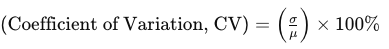 (Coefficient of Variation, CV) = (σ/μ) × 100%